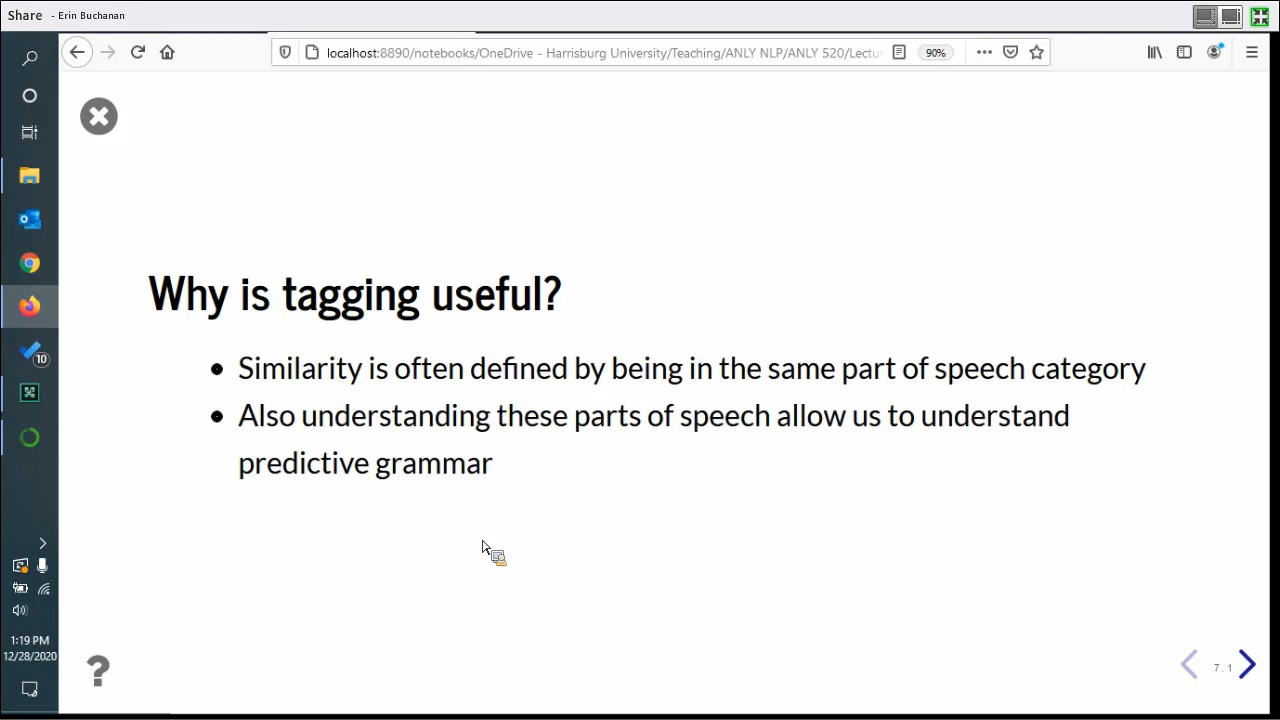 Share - Erin Buchanan
localhost:8890/notebooks/OneDrive - Harrisburg University/Teaching/ANLY NLP/ANLY 520/Lectu
90%
Why is tagging useful?
Similarity is often defined by being in the same part of speech category
Also understanding these parts of speech allow us to understand
predictive grammar
10
1:19 PM
12/28/2020
?
7.1